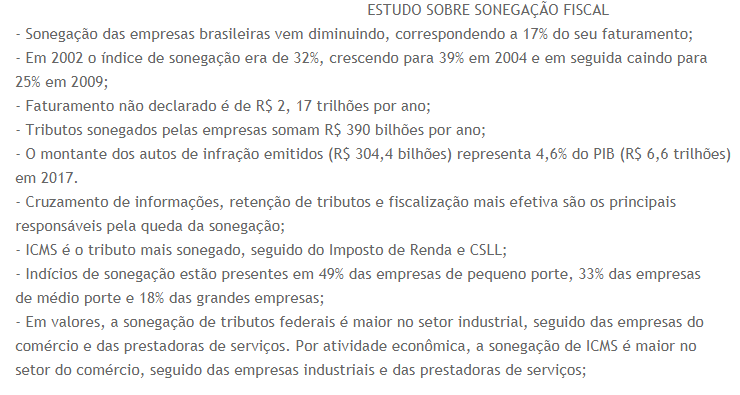 ESTUDO SOBRE SONEGAÇÃO FISCAL
- Sonegação das empresas brasileiras vem diminuindo, correspondendo a 17% do seu faturamento;
- Em 2002 o índice de sonegação era de 32%, crescendo para 39% em 2004 e em seguida caindo para
25% em 2009;
- Faturamento não declarado é de R$ 2, 17 trilhões por ano;
- Tributos sonegados pelas empresas somam R$ 390 bilhões por ano;
- O montante dos autos de infração emitidos (R$ 304,4 bilhões) representa 4,6% do PIB (R$ 6,6 trilhões)
em 2017.
- Cruzamento de informações, retenção de tributos e fiscalização mais efetiva são os principais
responsáveis pela queda da sonegação;
- ICMS é o tributo mais sonegado, seguido do Imposto de Renda e CSLL;
- Indícios de sonegação estão presentes em 49% das empresas de pequeno porte, 33% das empresas
de médio porte e 18% das grandes empresas;
- Em valores, a sonegação de tributos federais é maior no setor industrial, seguido das empresas do
comércio e das prestadoras de serviços. Por atividade econômica, a sonegação de ICMS é maior no
setor do comércio, seguido das empresas industriais e das prestadoras de serviços;